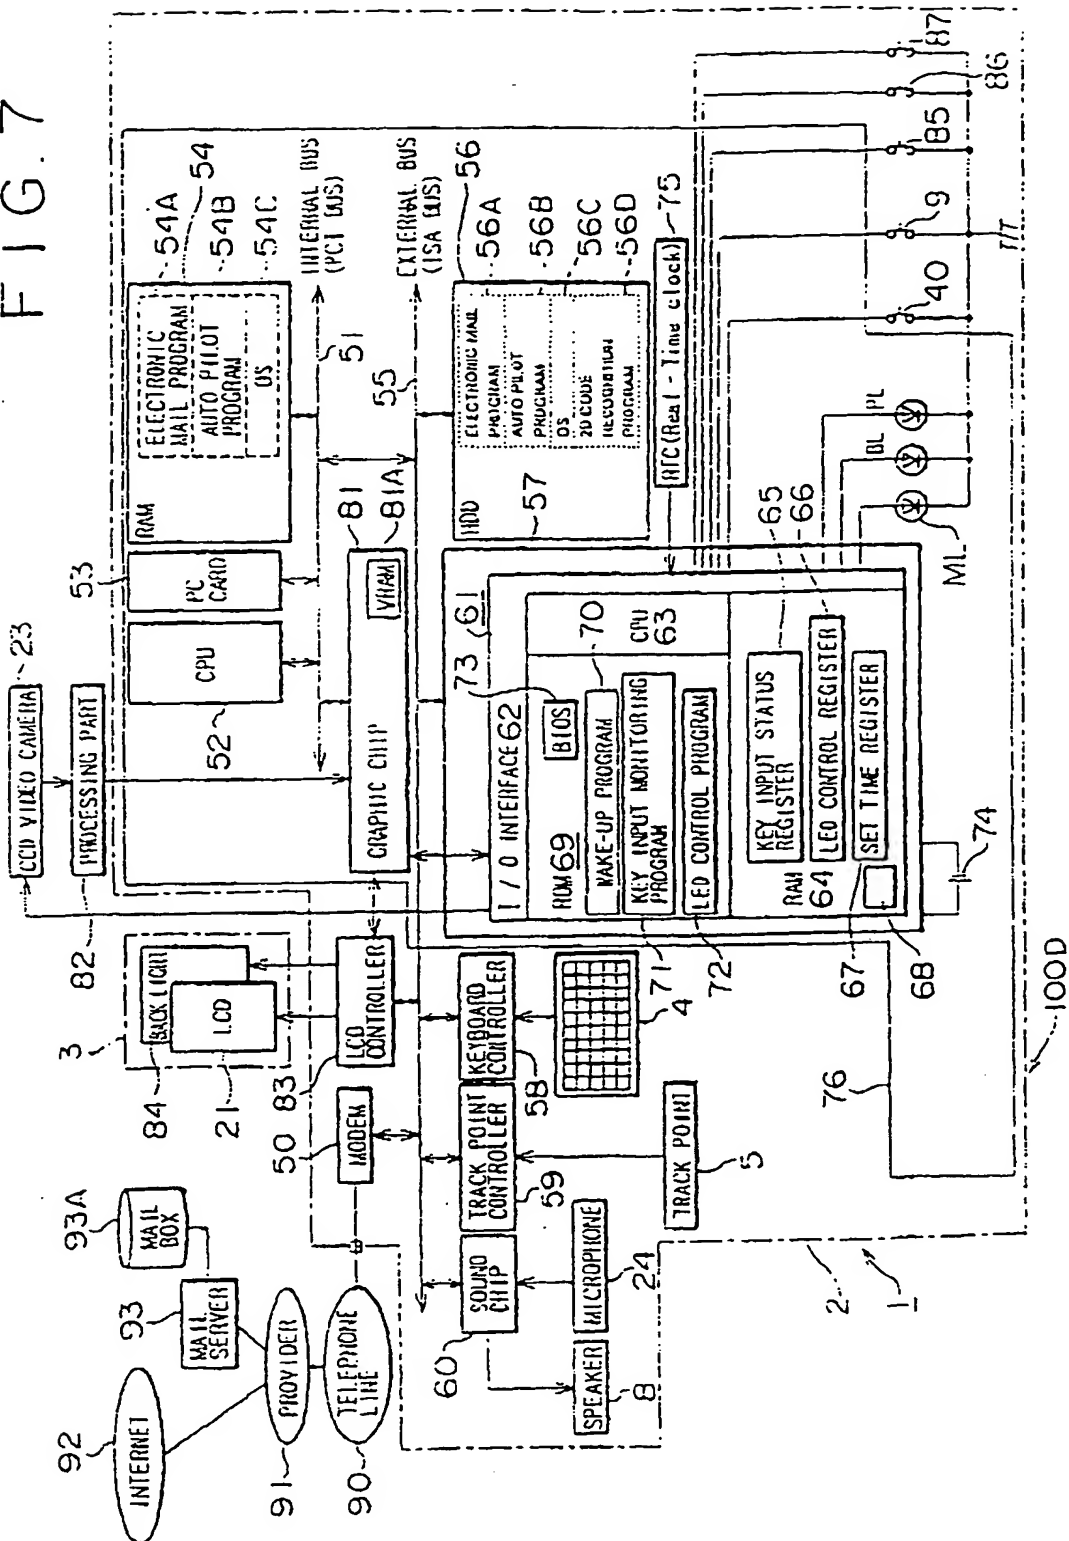 FIG. 7
92
INTERNET
93
MAIL
SERVER
93A
MAIL
BOX
91
PROVIDER
90
TELEPHONE
LINE
50
MODEM
3
84
BACK LIGHT
21
LCD
83
LCD
CONTROLLER
82
PROCESSING PART
CCD VIDEO CAMERA
23
52
CPU
53
PC
CARD
RAM
ELECTRONIC
MAIL PROGRAM
AUTO PILOT
PROGRAM
OS
54A
54
54B
54C
51
INTERNAL BUS
(PCI BUS)
GRAPHIC CHIP
81
VRAM
81A
55
EXTERNAL BUS
(ISA BUS)
60
SOUND
CHIP
TRACK POINT
CONTROLLER
59
KEYBOARD
CONTROLLER
58
57
HDD
ELECTRONIC MAIL
PROGRAM
AUTO PILOT
PROGRAM
OS
2D CODE
RECOGNITION
PROGRAM
56
56A
56B
56C
56D
SPEAKER
8
MICROPHONE
24
TRACK POINT
5
4
I / O INTERFACE 62
61
ROM 69
73
BIOS
WAKE-UP PROGRAM
70
KEY INPUT MONITORING
PROGRAM
71
LED CONTROL PROGRAM
72
CPU
63
RAM
64
KEY INPUT STATUS
REGISTER
65
LED CONTROL REGISTER
66
SET TIME REGISTER
67
68
74
RTC(Real - Time clock)
75
ML
BL
PL
40
9
85
86
87
76
2
1
100D